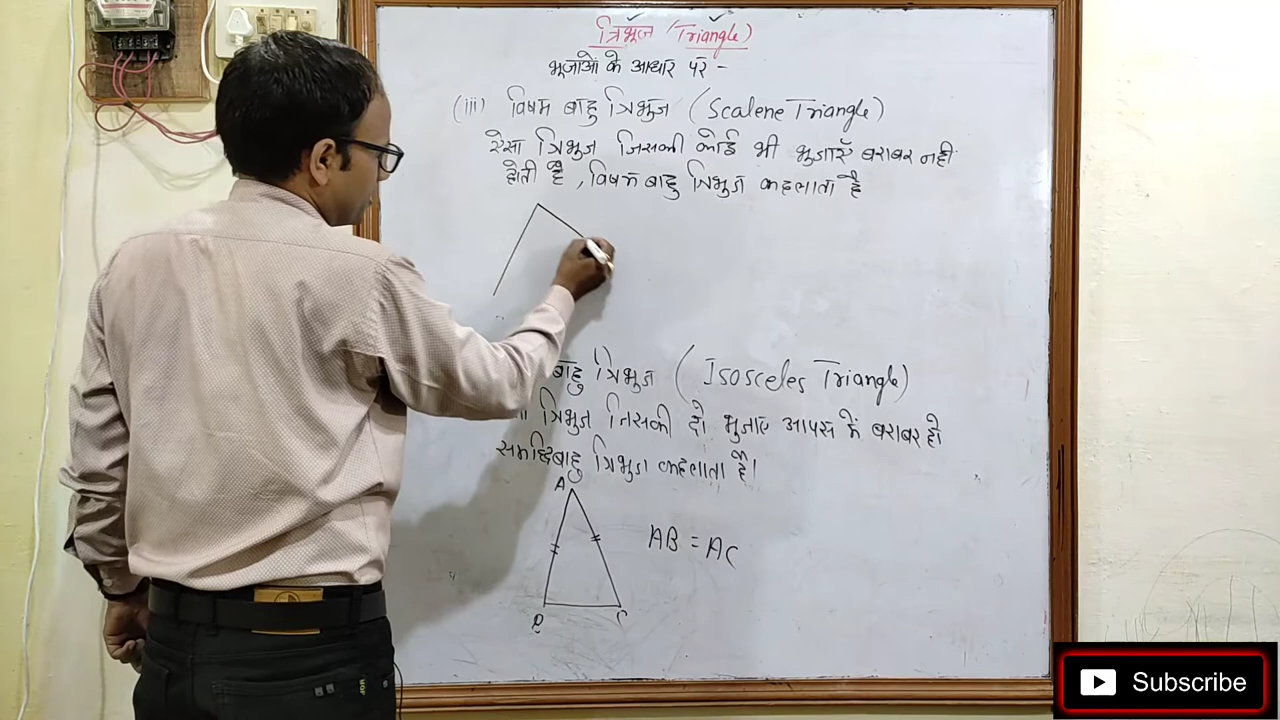 त्रिभुज (Triangle)
भुजाओं के आधार पर -
(iii) विषम बाहु त्रिभुज (Scalene Triangle)
ऐसा त्रिभुज जिसकी कोई भी भुजाएँ बराबर नहीं
होती है, विषम बाहु त्रिभुज कहलाता है
बाहु त्रिभुज (Isosceles Triangle)
त्रिभुज जिसकी दो भुजाएं आपस में बराबर हो
समद्विबाहु त्रिभुज कहलाता है।
A
AB = AC
B C
Subscribe